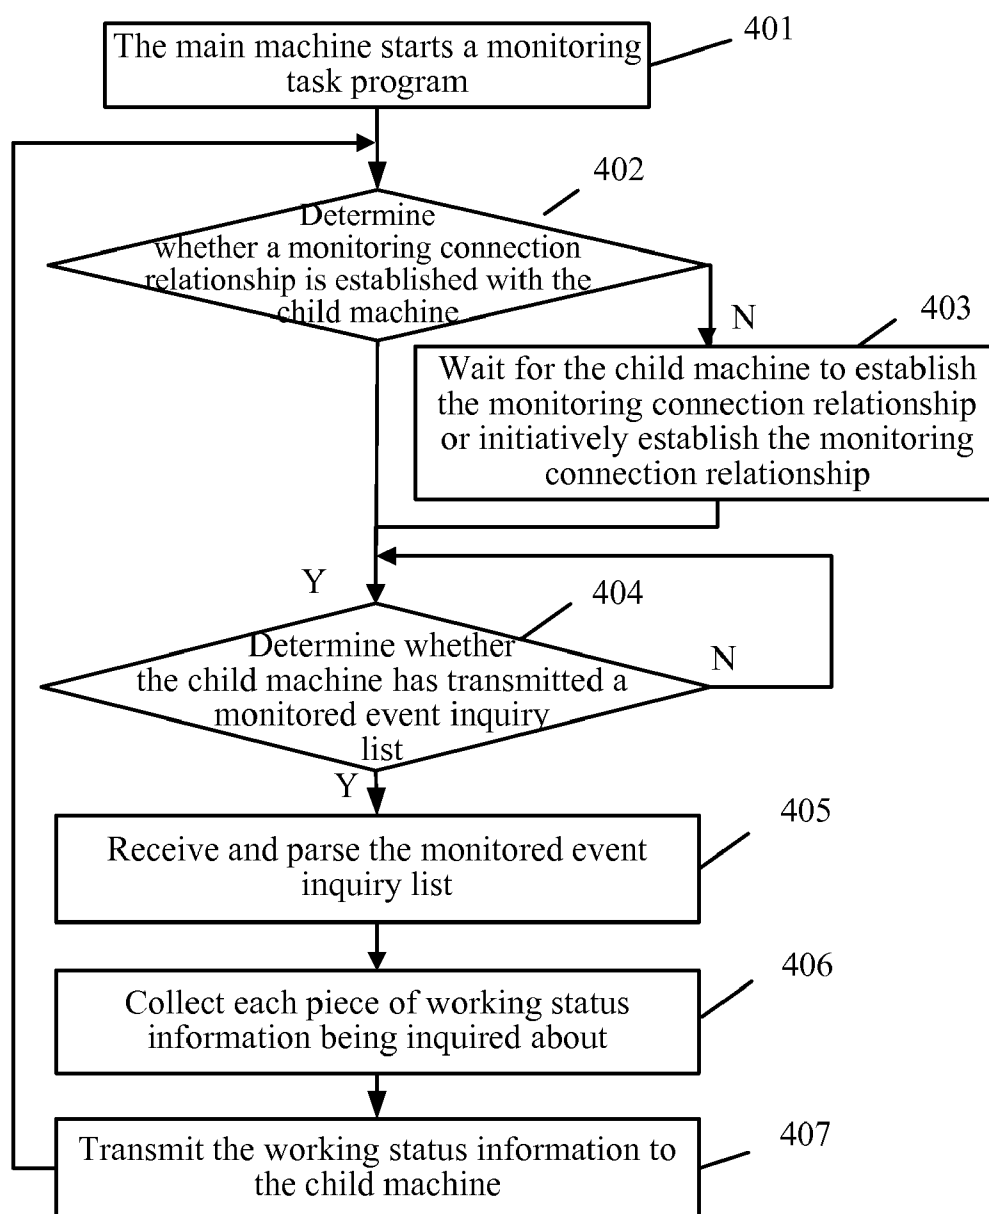 The main machine starts a monitoring
task program
401
402
Determine
whether a monitoring connection
relationship is established with the
child machine
N
403
Wait for the child machine to establish
the monitoring connection relationship
or initiatively establish the monitoring
connection relationship
Y
404
Determine whether
the child machine has transmitted a
monitored event inquiry
list
N
Y
405
Receive and parse the monitored event
inquiry list
406
Collect each piece of working status
information being inquired about
407
Transmit the working status information to
the child machine